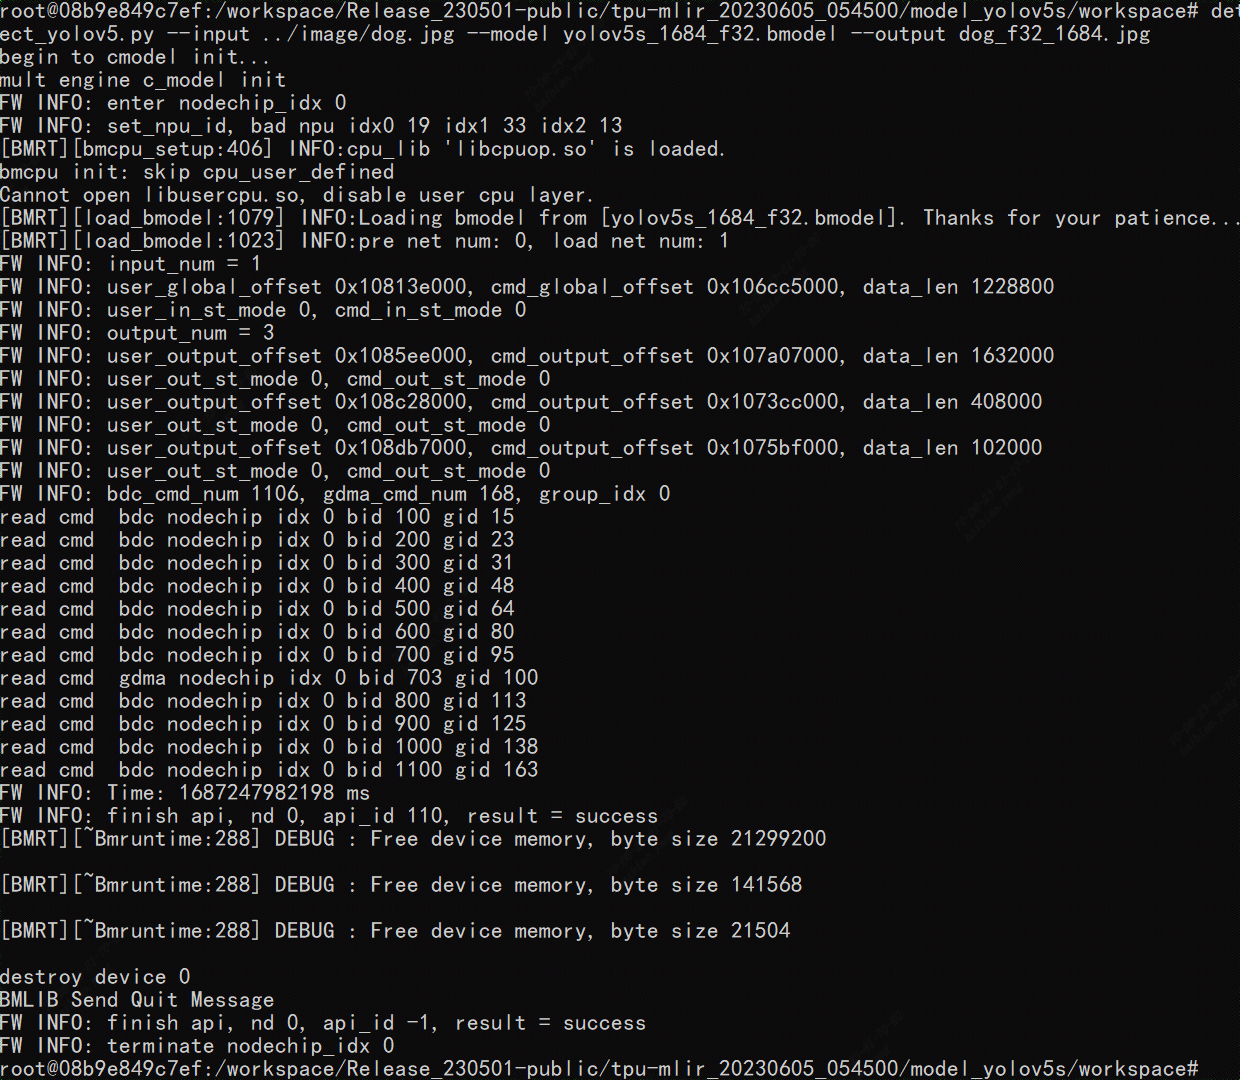 root@08b9e849c7ef:/workspace/Release_230501-public/tpu-mlir_20230605_054500/model_yolov5s/workspace# det
ect_yolov5.py --input ../image/dog.jpg --model yolov5s_1684_f32.bmodel --output dog_f32_1684.jpg
begin to cmodel init...
mult engine c_model init
FW INFO: enter nodechip_idx 0
FW INFO: set_npu_id, bad npu idx0 19 idx1 33 idx2 13
[BMRT][bmcpu_setup:406] INFO:cpu_lib 'libcpuop.so' is loaded.
bmcpu init: skip cpu_user_defined
Cannot open libusercpu.so, disable user cpu layer.
[BMRT][load_bmodel:1079] INFO:Loading bmodel from [yolov5s_1684_f32.bmodel]. Thanks for your patience...
[BMRT][load_bmodel:1023] INFO:pre net num: 0, load net num: 1
FW INFO: input_num = 1
FW INFO: user_global_offset 0x10813e000, cmd_global_offset 0x106cc5000, data_len 1228800
FW INFO: user_in_st_mode 0, cmd_in_st_mode 0
FW INFO: output_num = 3
FW INFO: user_output_offset 0x1085ee000, cmd_output_offset 0x107a07000, data_len 1632000
FW INFO: user_out_st_mode 0, cmd_out_st_mode 0
FW INFO: user_output_offset 0x108c28000, cmd_output_offset 0x1073cc000, data_len 408000
FW INFO: user_out_st_mode 0, cmd_out_st_mode 0
FW INFO: user_output_offset 0x108db7000, cmd_output_offset 0x1075bf000, data_len 102000
FW INFO: user_out_st_mode 0, cmd_out_st_mode 0
FW INFO: bdc_cmd_num 1106, gdma_cmd_num 168, group_idx 0
read cmd  bdc nodechip idx 0 bid 100 gid 15
read cmd  bdc nodechip idx 0 bid 200 gid 23
read cmd  bdc nodechip idx 0 bid 300 gid 31
read cmd  bdc nodechip idx 0 bid 400 gid 48
read cmd  bdc nodechip idx 0 bid 500 gid 64
read cmd  bdc nodechip idx 0 bid 600 gid 80
read cmd  bdc nodechip idx 0 bid 700 gid 95
read cmd  gdma nodechip idx 0 bid 703 gid 100
read cmd  bdc nodechip idx 0 bid 800 gid 113
read cmd  bdc nodechip idx 0 bid 900 gid 125
read cmd  bdc nodechip idx 0 bid 1000 gid 138
read cmd  bdc nodechip idx 0 bid 1100 gid 163
FW INFO: Time: 1687247982198 ms
FW INFO: finish api, nd 0, api_id 110, result = success
[BMRT][~Bmruntime:288] DEBUG : Free device memory, byte size 21299200
[BMRT][~Bmruntime:288] DEBUG : Free device memory, byte size 141568
[BMRT][~Bmruntime:288] DEBUG : Free device memory, byte size 21504
destroy device 0
BMLIB Send Quit Message
FW INFO: finish api, nd 0, api_id -1, result = success
FW INFO: terminate nodechip_idx 0
root@08b9e849c7ef:/workspace/Release_230501-public/tpu-mlir_20230605_054500/model_yolov5s/workspace#